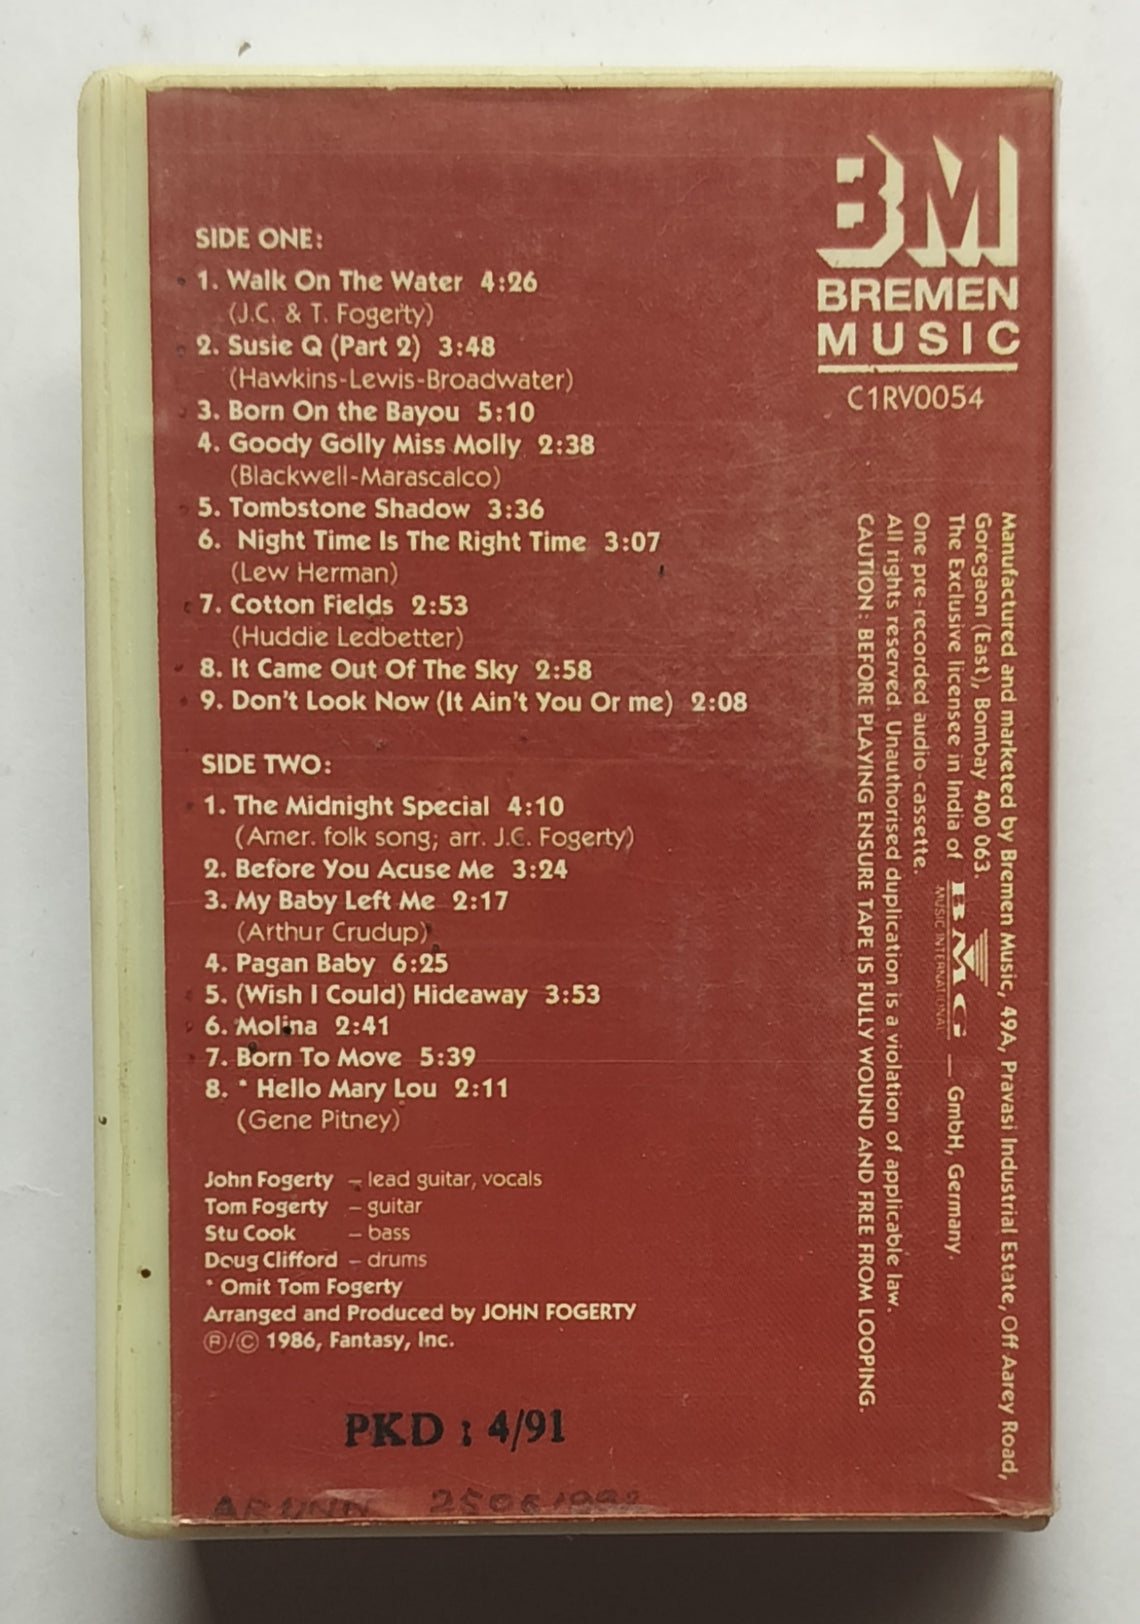 SIDE ONE:
1. Walk On The Water 4:26
(J.C. & T. Fogerty)
2. Susie Q (Part 2) 3:48
(Hawkins-Lewis-Broadwater)
3. Born On the Bayou 5:10
4. Goody Golly Miss Molly 2:38
(Blackwell-Marascalco)
5. Tombstone Shadow 3:36
6. Night Time Is The Right Time 3:07
(Lew Herman)
7. Cotton Fields 2:53
(Huddie Ledbetter)
8. It Came Out Of The Sky 2:58
9. Don't Look Now (It Ain't You Or me) 2:08
SIDE TWO:
1. The Midnight Special 4:10
(Amer. folk song; arr. J.C. Fogerty)
2. Before You Acuse Me 3:24
3. My Baby Left Me 2:17
(Arthur Crudup)
4. Pagan Baby 6:25
5. (Wish I Could) Hideaway 3:53
6. Molina 2:41
7. Born To Move 5:39
8. * Hello Mary Lou 2:11
(Gene Pitney)
John Fogerty – lead guitar, vocals
Tom Fogerty – guitar
Stu Cook – bass
Doug Clifford – drums
* Omit Tom Fogerty
Arranged and Produced by JOHN FOGERTY
Ⓟ/© 1986, Fantasy, Inc.
PKD : 4/91
BM
BREMEN
MUSIC
C1RV0054
Manufactured and marketed by Bremen Music, 49A, Pravasi Industrial Estate, Off Aarey Road,
Goregaon (East), Bombay 400 063.
The Exclusive licensee in India of BMG MUSIC INTERNATIONAL — GmbH, Germany.
One pre-recorded audio-cassette.
All rights reserved. Unauthorised duplication is a violation of applicable law.
CAUTION: BEFORE PLAYING ENSURE TAPE IS FULLY WOUND AND FREE FROM LOOPING.